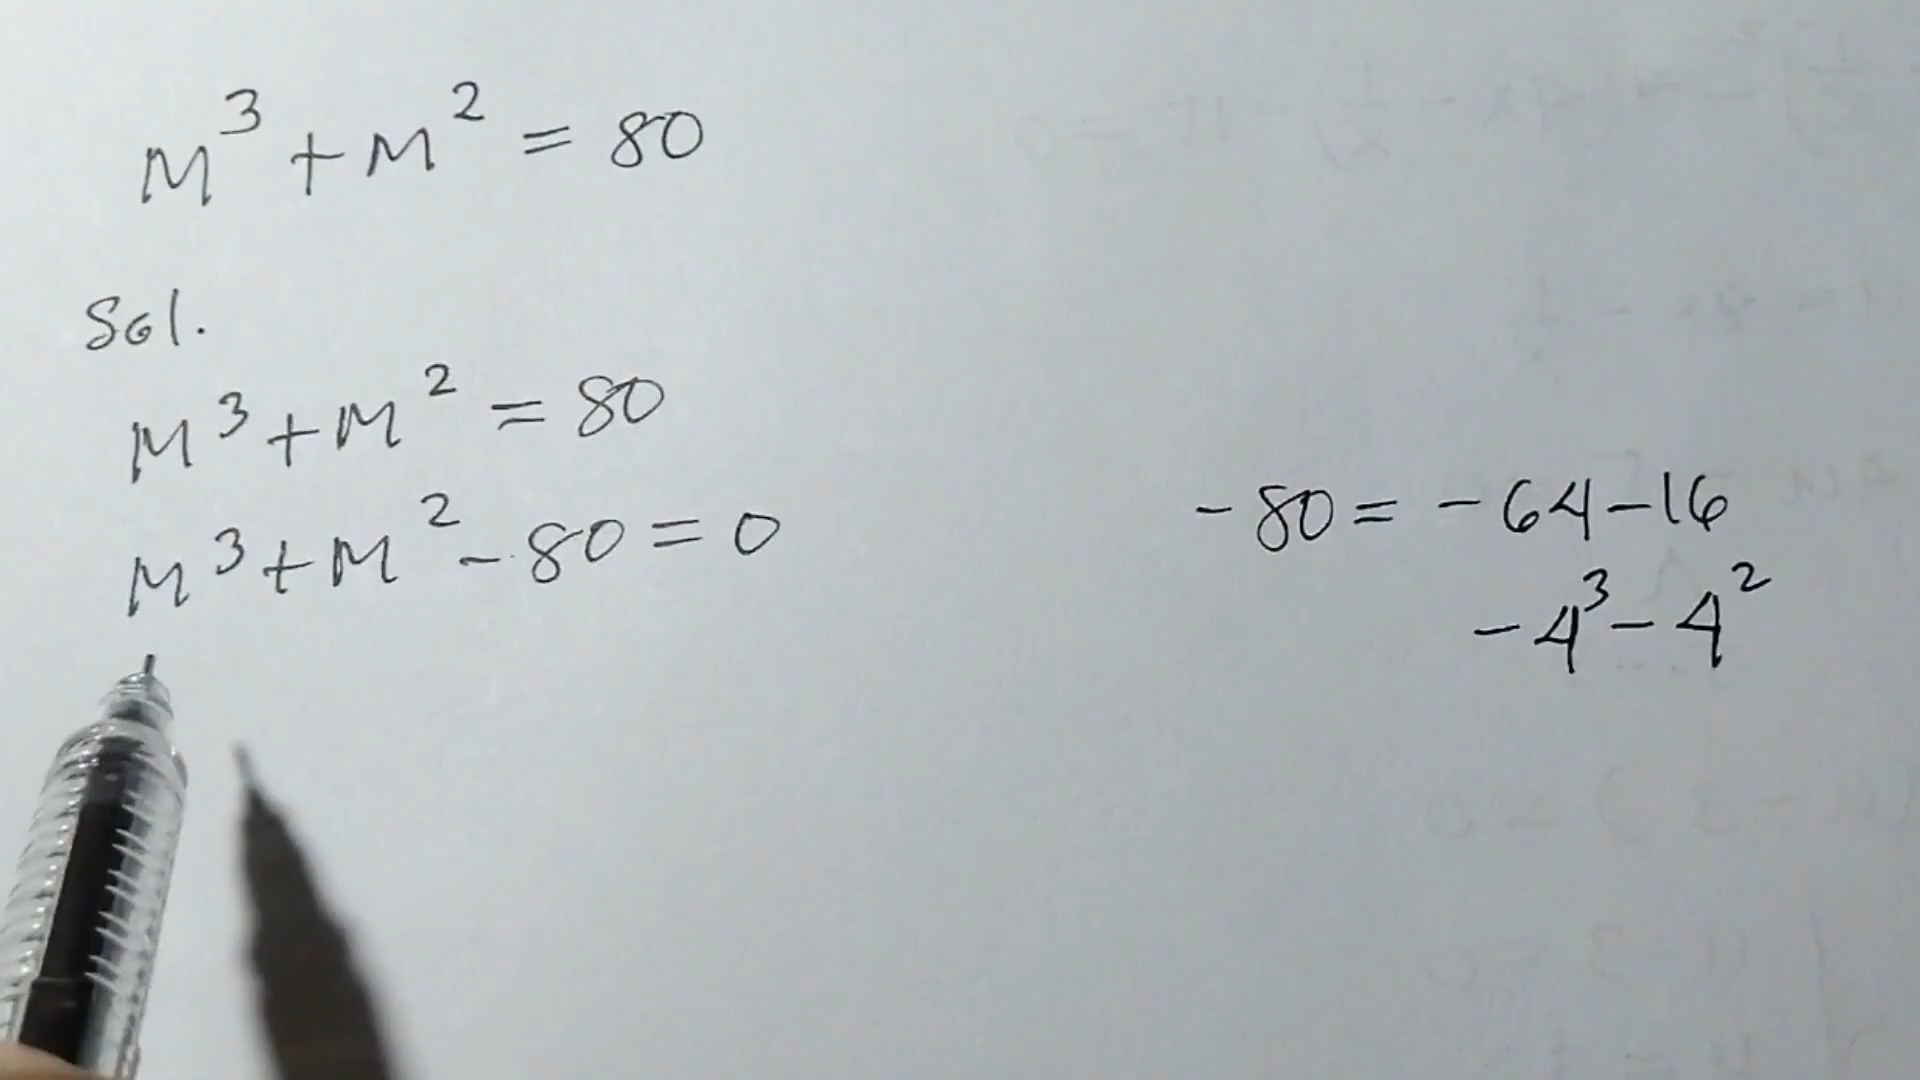 M³ + M² = 80
Sol.
M³ + M² = 80
M³ + M² - 80 = 0
- 80 = - 64 - 16
- 4³ - 4²